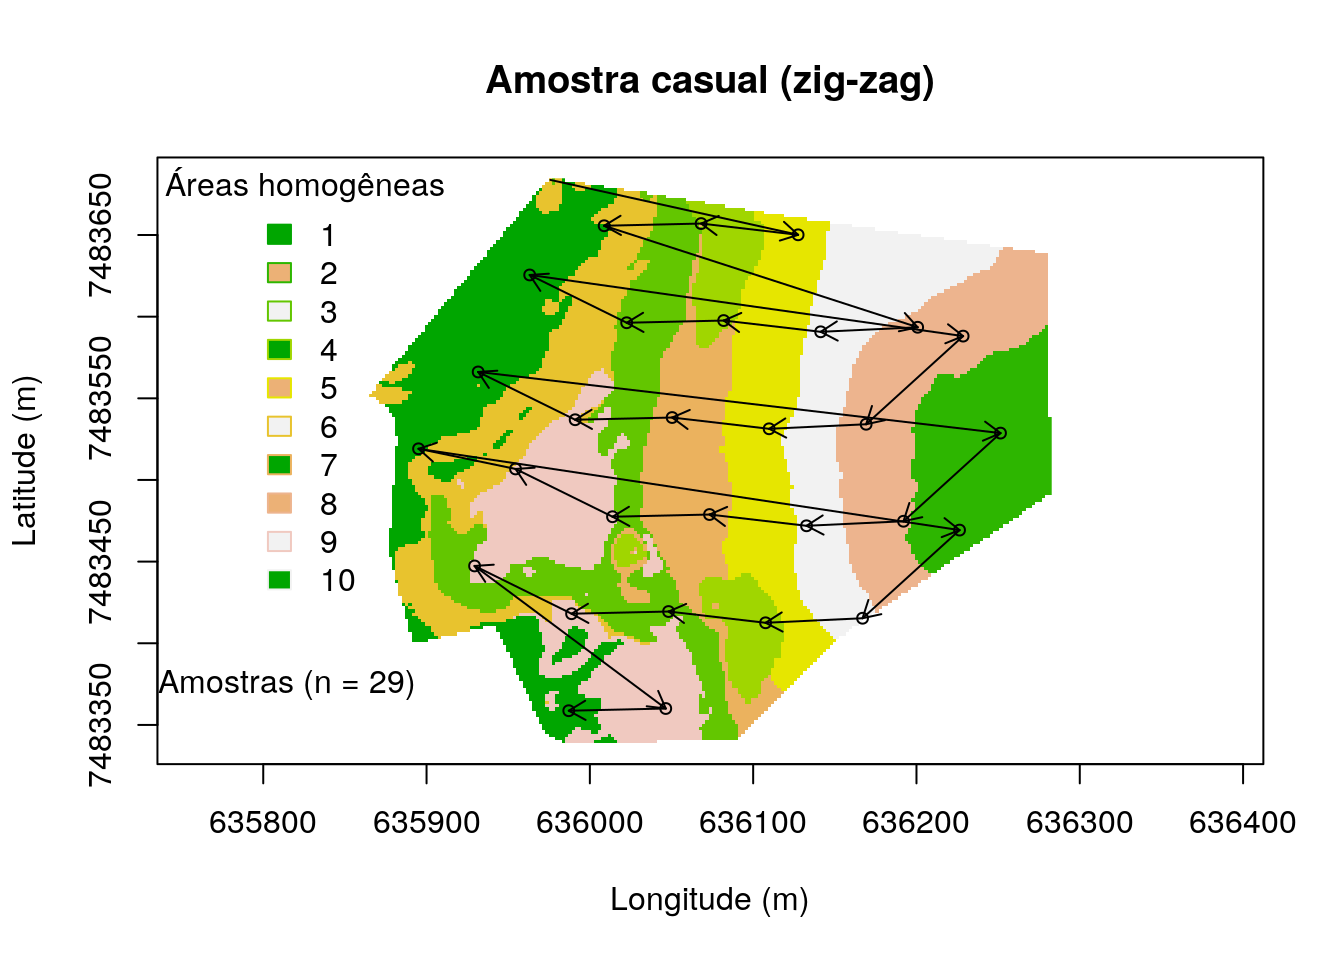 Amostra casual (zig-zag)
Áreas homogêneas
1
2
3
4
5
6
7
8
9
10
Amostras (n = 29)
Latitude (m)
7483650
7483550
7483450
7483350
635800 635900 636000 636100 636200 636300 636400
Longitude (m)